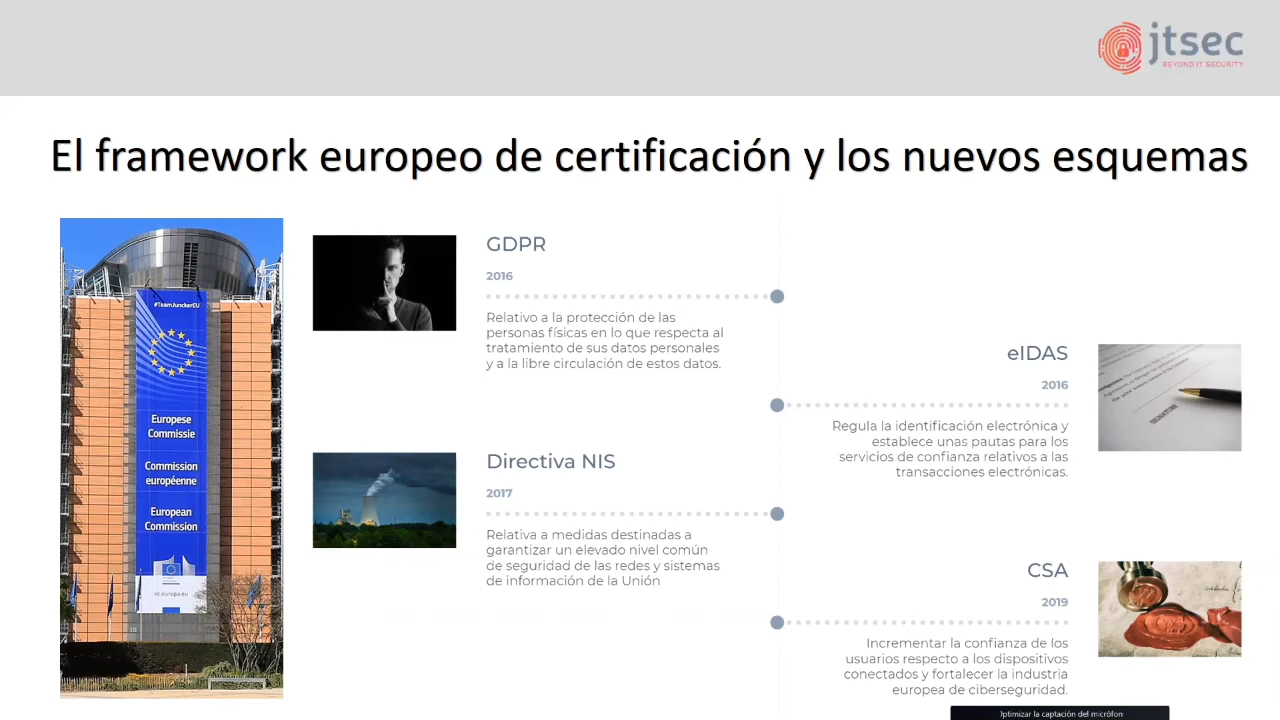 jtsec
BEYOND IT SECURITY
El framework europeo de certificación y los nuevos esquemas
#TeamJunckerEU
Europese
Commissie
Commission
européenne
European
Commission
ec.europa.eu
GDPR
2016
Relativo a la protección de las
personas físicas en lo que respecta al
tratamiento de sus datos personales
y a la libre circulación de estos datos.
eIDAS
2016
Regula la identificación electrónica y
establece unas pautas para los
servicios de confianza relativos a las
transacciones electrónicas.
SIGNATURE
Directiva NIS
2017
Relativa a medidas destinadas a
garantizar un elevado nivel común
de seguridad de las redes y sistemas
de información de la Unión
CSA
2019
Incrementar la confianza de los
usuarios respecto a los dispositivos
conectados y fortalecer la industria
europea de ciberseguridad.
Optimizar la captación del micrófon